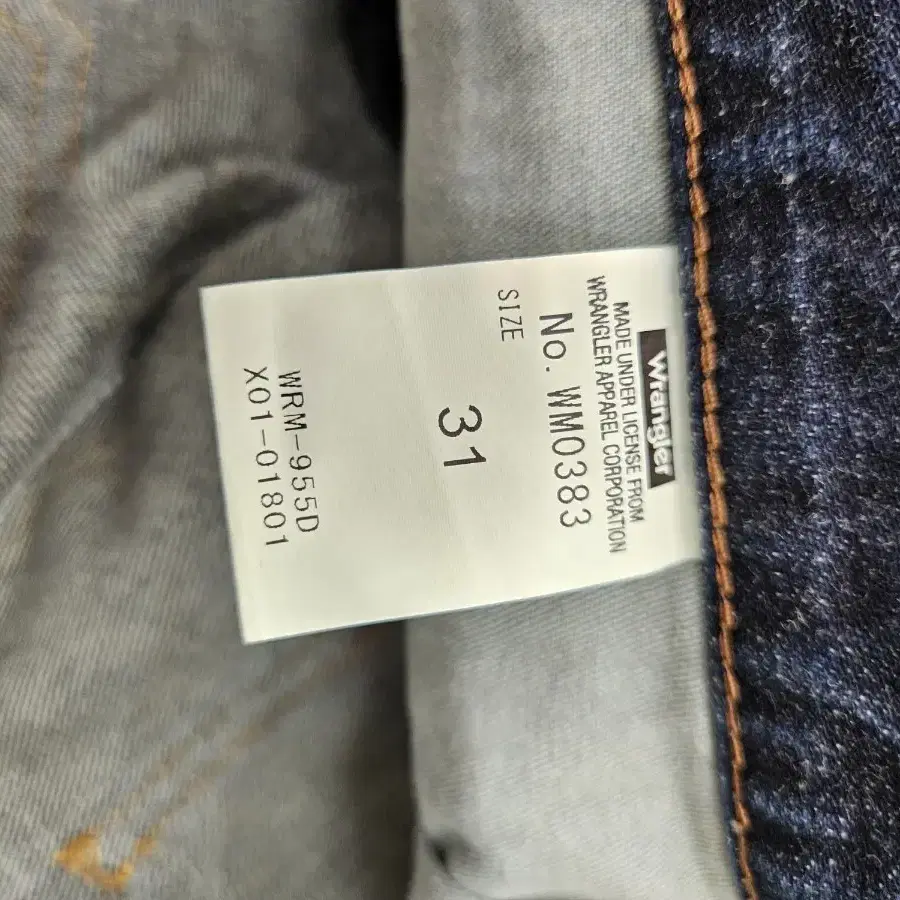 Wrangler
MADE UNDER LICENSE FROM
WRANGLER APPAREL CORPORATION
No. WM0383
SIZE
31
WRM-955D
X01-01801